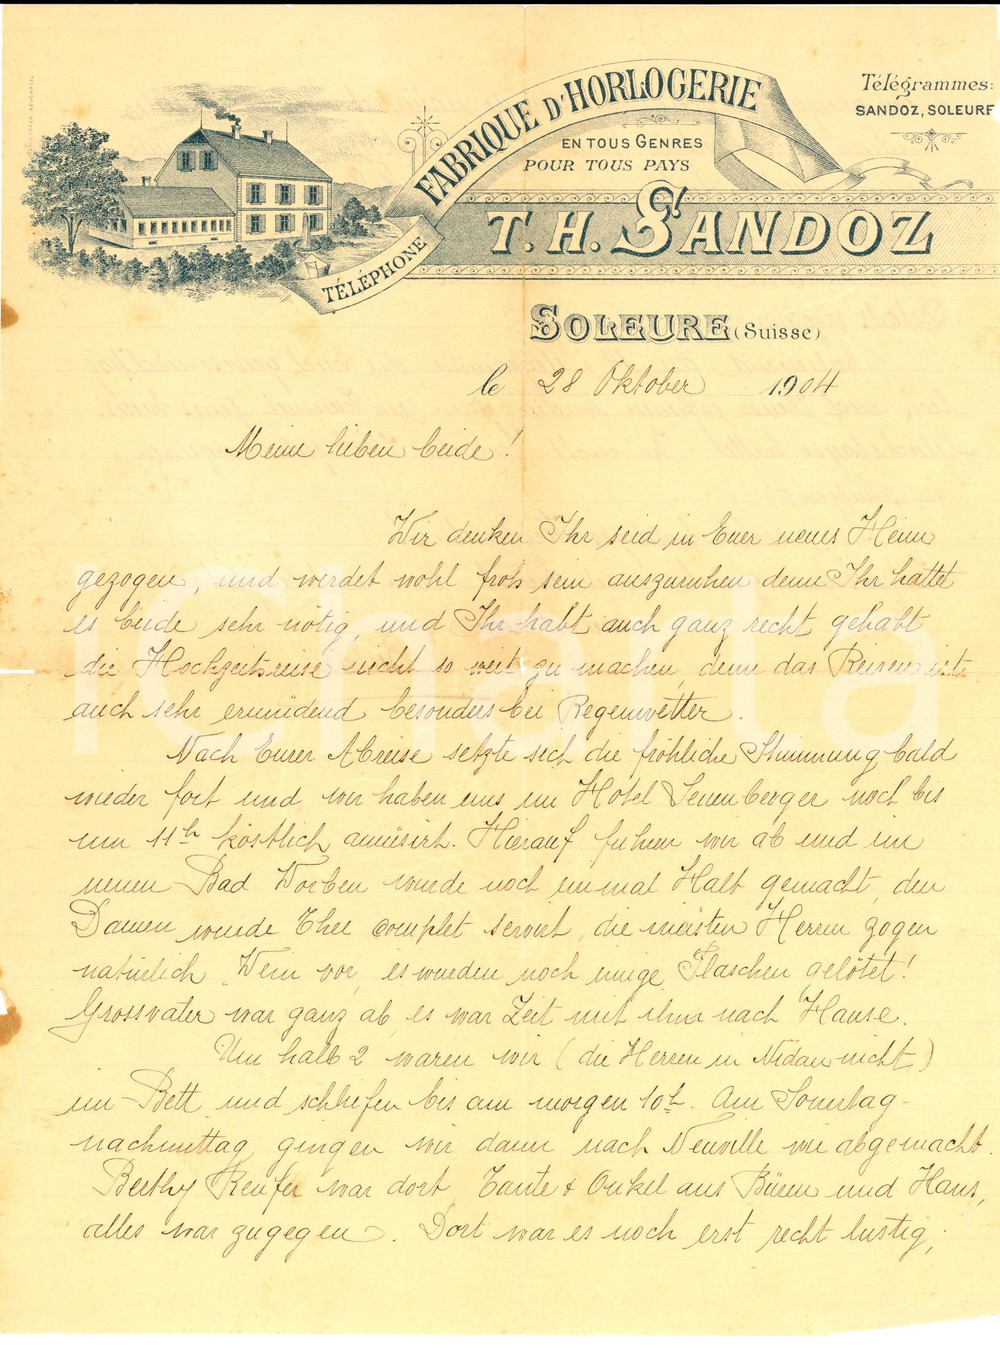 FABRIQUE D'HORLOGERIE
EN TOUS GENRES
POUR TOUS PAYS
Télégrammes:
SANDOZ, SOLEURE
T. H. SANDOZ
TÉLÉPHONE
SOLEURE (Suisse)
le 28 Oktober 1904
Meine lieben beide!
Wir denken Ihr seid in Euer neues Heim
gezogen, und werdet wohl froh sein auszuruhen denn Ihr hattet
es beide sehr nötig, und Ihr habt auch ganz recht gehabt
die Hochzeitsreise nicht so weit zu machen, denn das Reisen ist
auch sehr ermüdend besonders bei Regenwetter.
Nach Eurer Abreise setzte sich die fröhliche Stimmung bald
wieder fort und wir haben uns im Hôtel Seuenberger noch bis
um 11h köstlich amüsirt. Hierauf fuhren wir ab und im
neuen Bad Worben wurde noch einmal Halt gemacht, den
Damen wurde Thee complet servirt, die meisten Herren zogen
natürlich Wein vor, es wurden noch einige Flaschen gelötet!
Grossvater war ganz ab, es war Zeit mit ihm nach Hause.
Um halb 2 waren wir (die Herren in Nidau nicht)
im Bett und schliefen bis am morgen 10h. Am Sonntag-
nachmittag gingen wir dann nach Neuville wie abgemacht.
Berthy Renfer war dort, Tante & Onkel aus Büren und Hans,
alles war zugegen. Dort war es noch erst recht lustig,